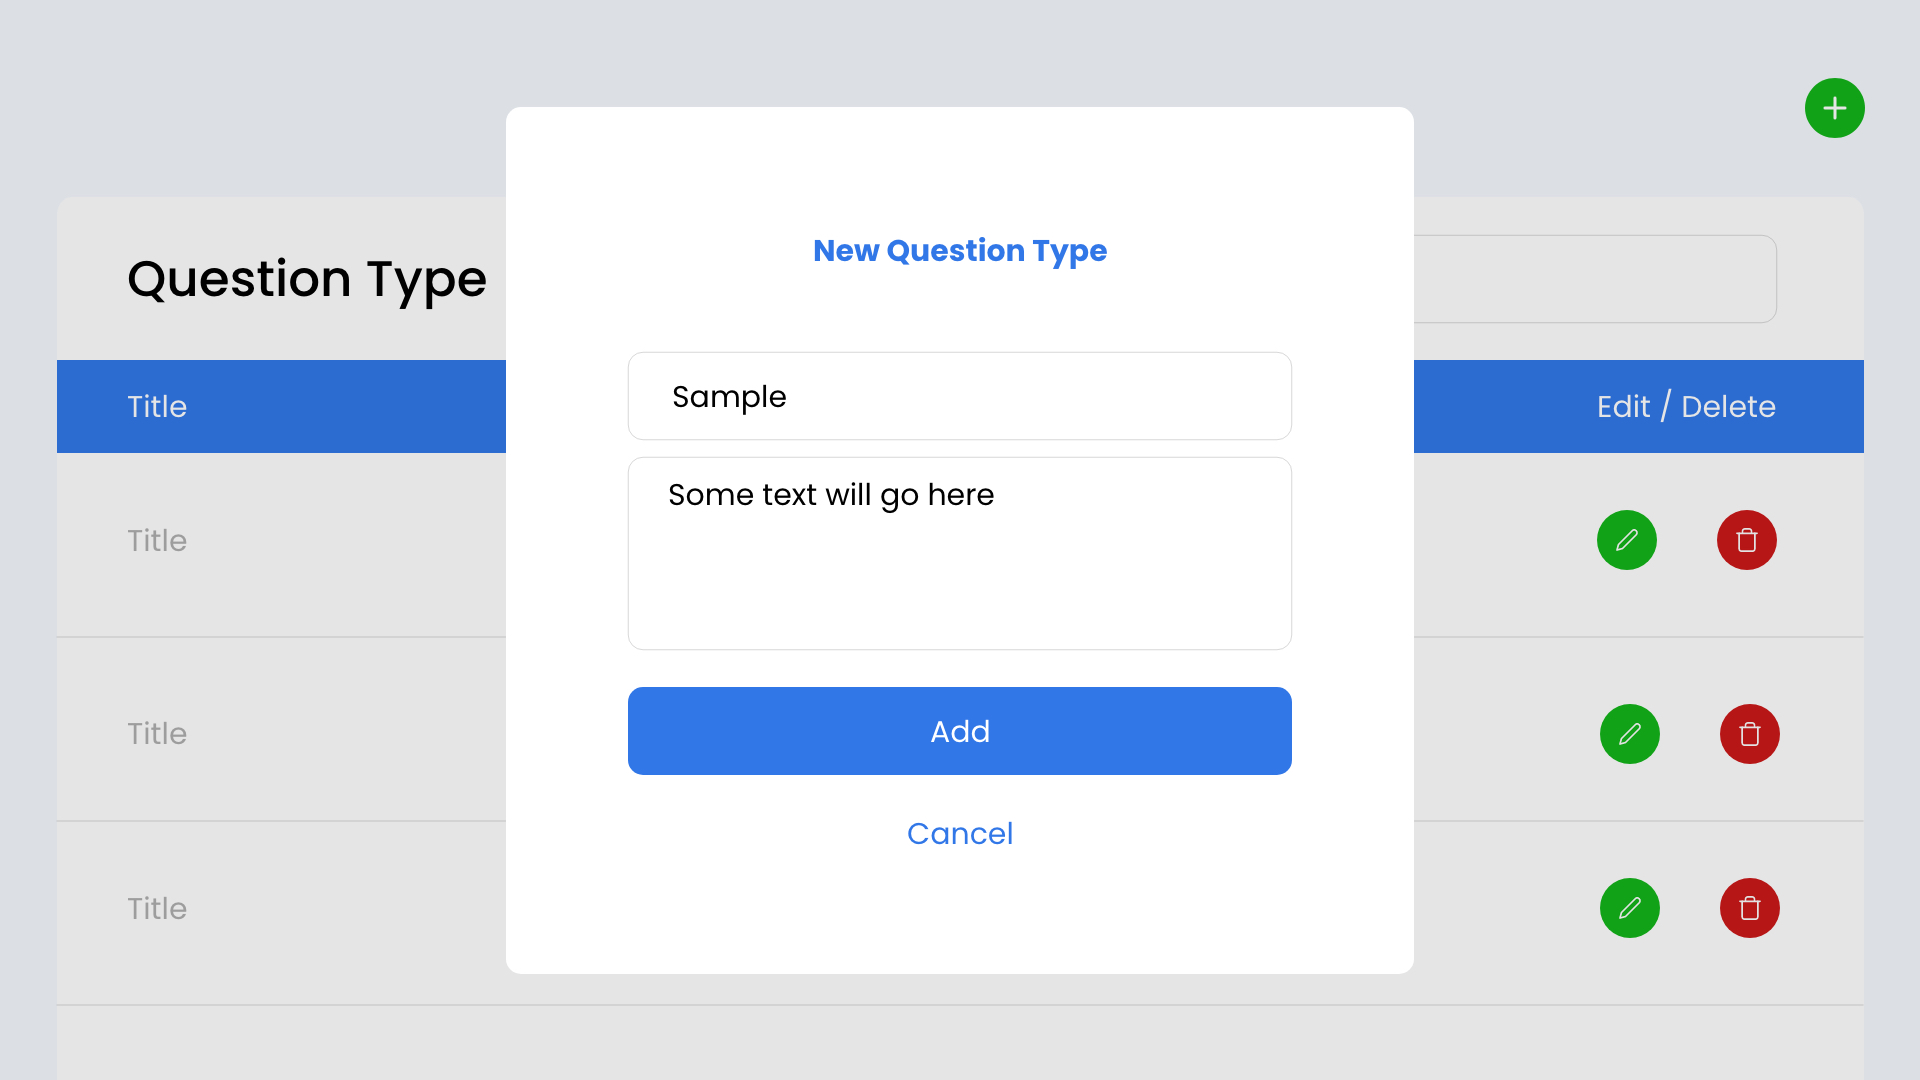 New Question Type
Question Type
Sample
Title
Edit / Delete
Some text will go here
Title
Title
Add
Cancel
Title